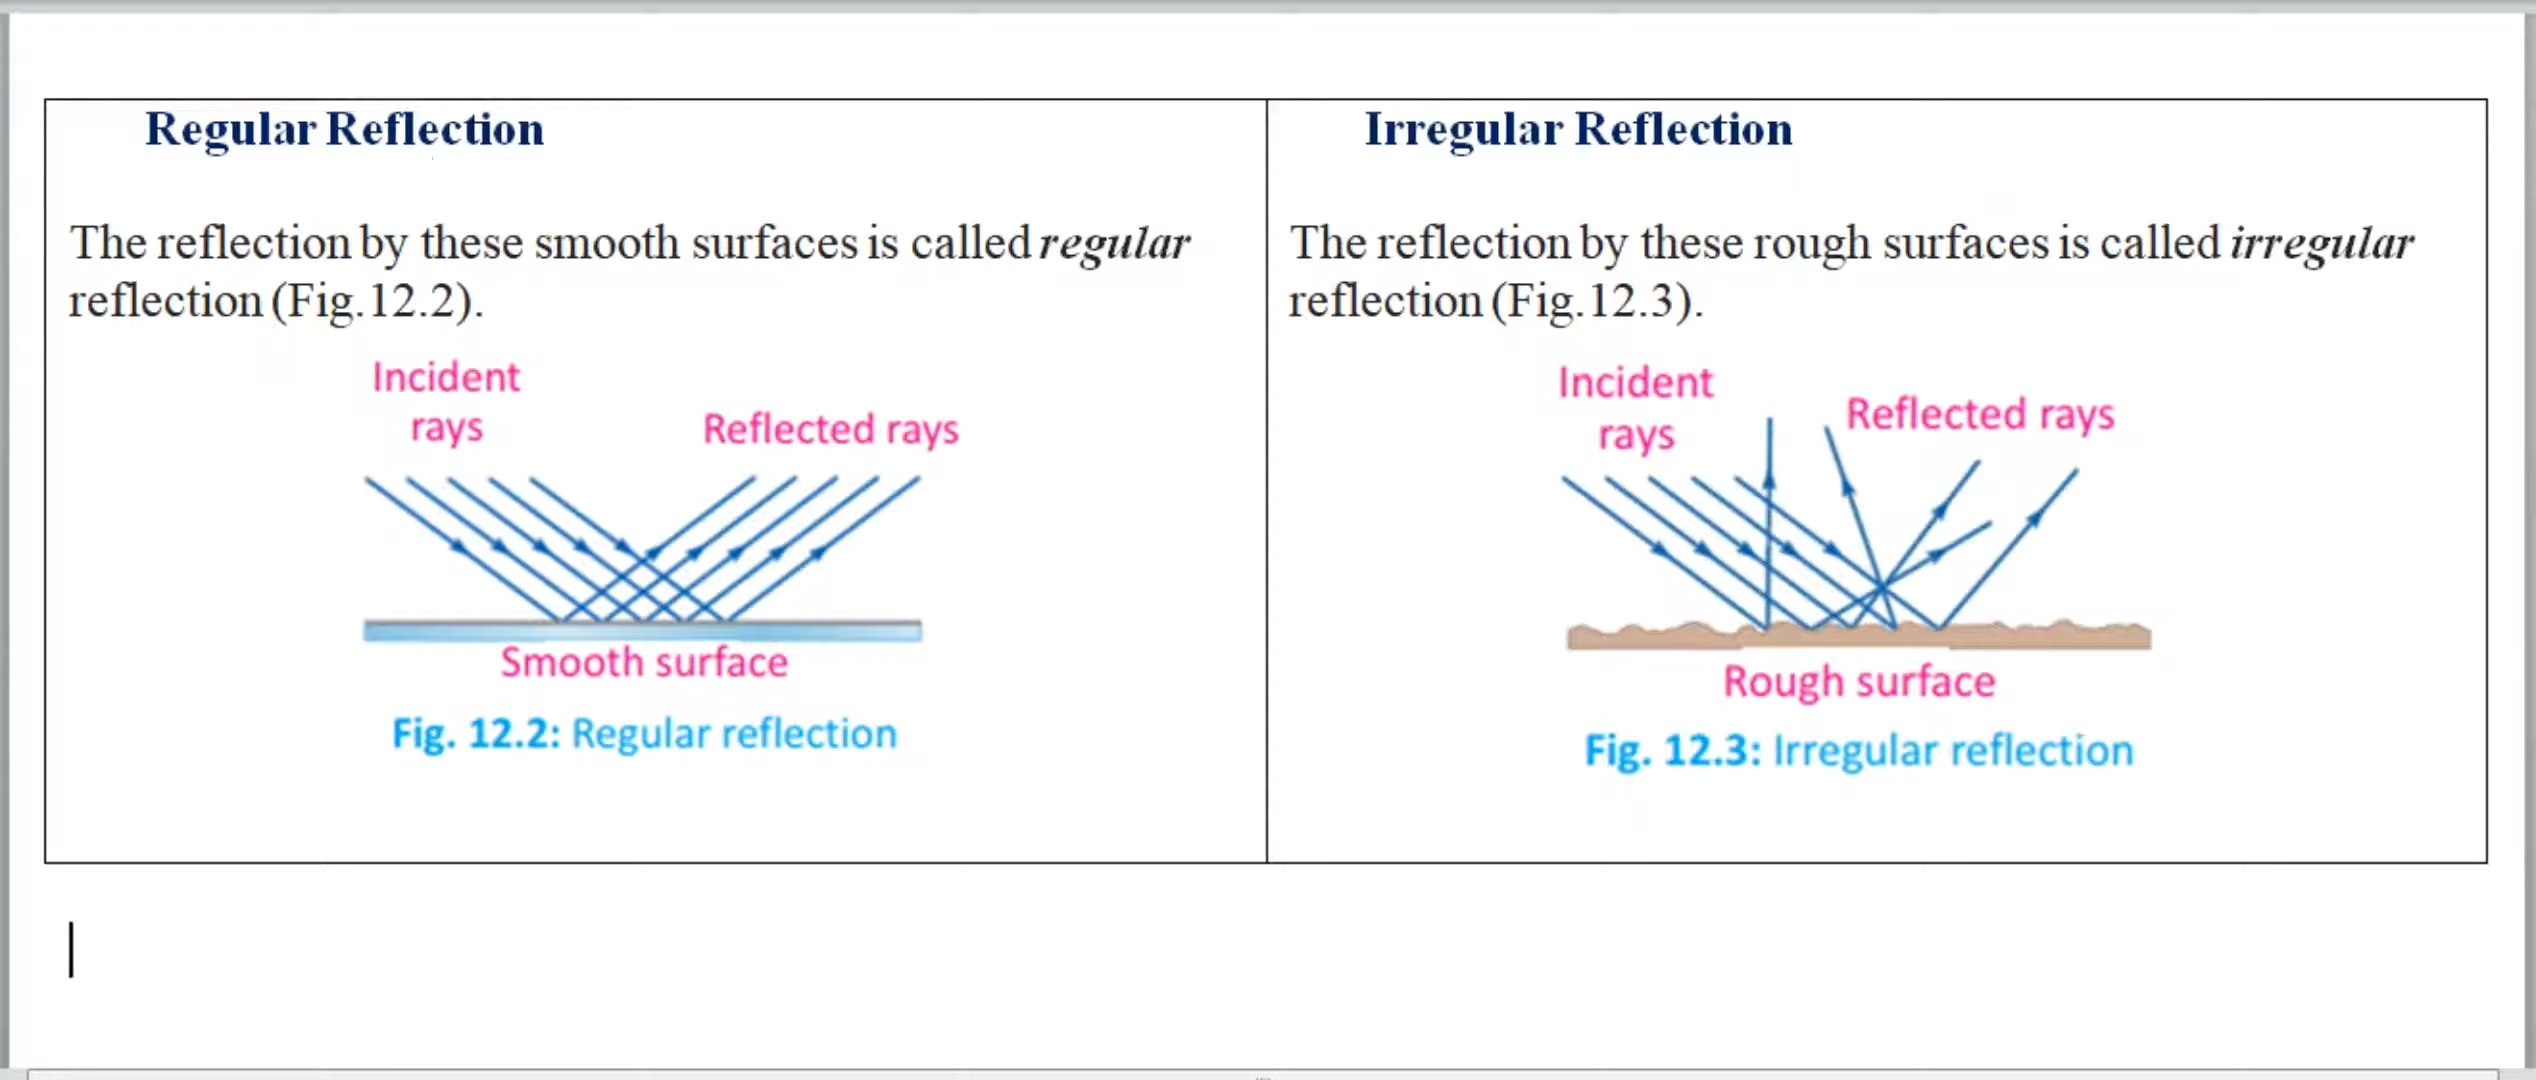 Regular Reflection
The reflection by these smooth surfaces is called regular
reflection (Fig.12.2).
Incident
rays
Reflected rays
Smooth surface
Fig. 12.2: Regular reflection
Irregular Reflection
The reflection by these rough surfaces is called irregular
reflection (Fig.12.3).
Incident
rays
Reflected rays
Rough surface
Fig. 12.3: Irregular reflection